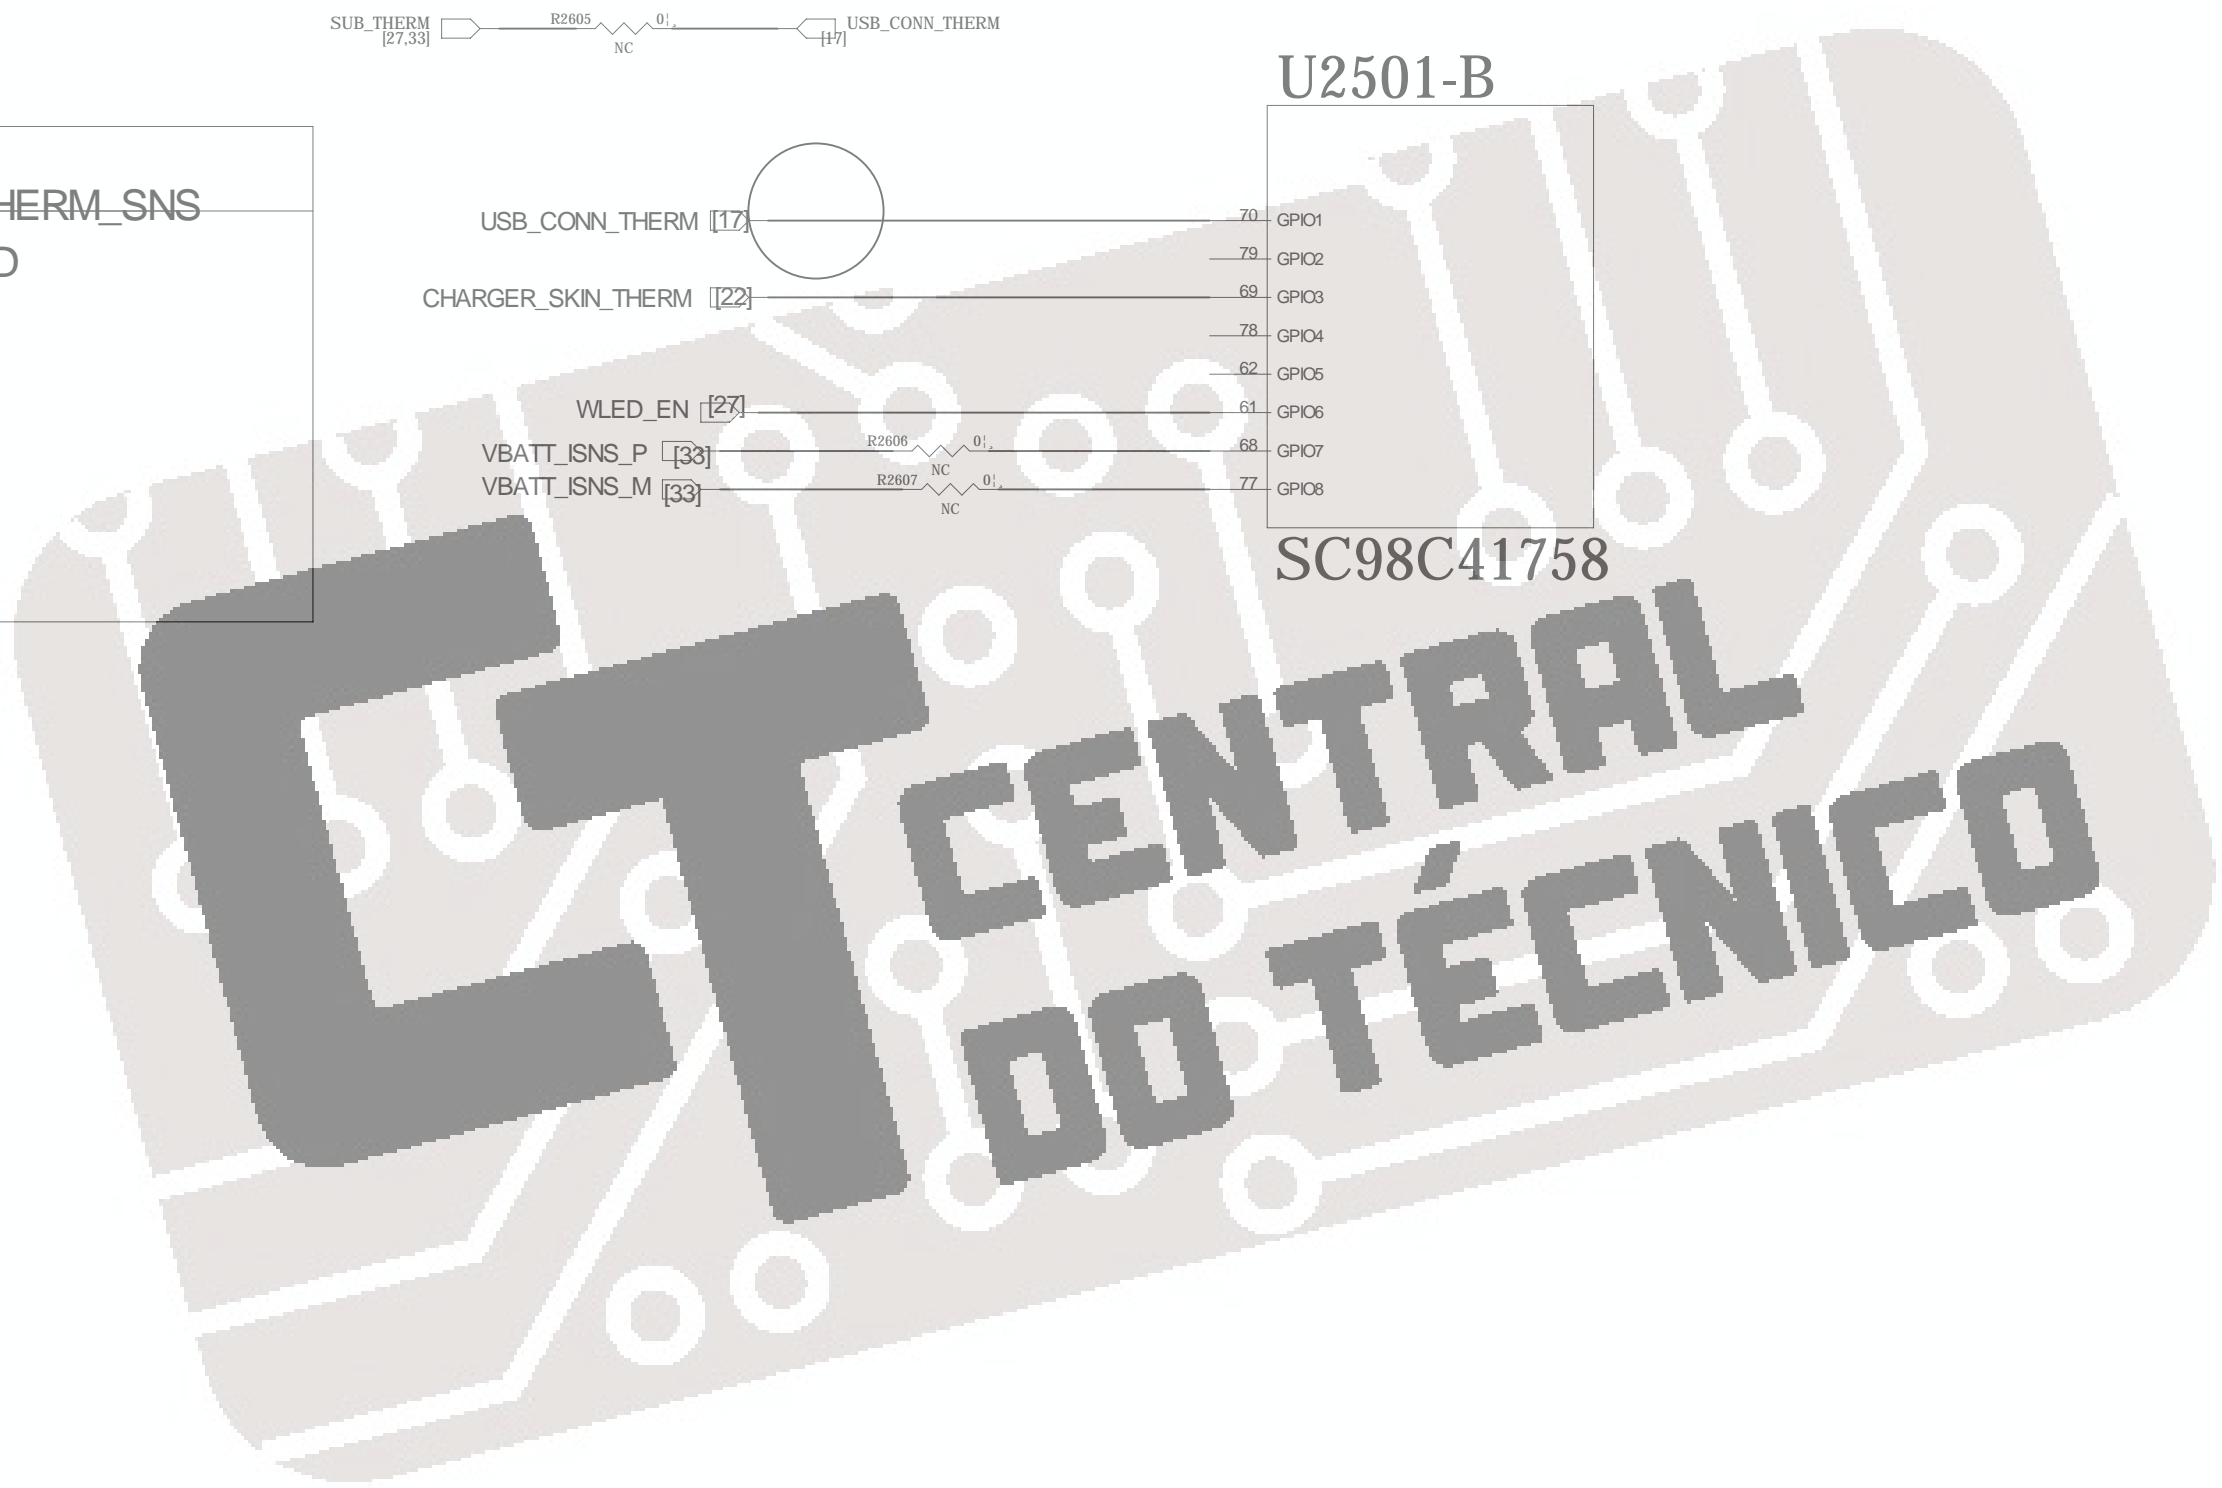 SUB_THERM
[27,33]
R2605
0¦¸
NC
[17]
USB_CONN_THERM
U2501-B
HERM_SNS
D
USB_CONN_THERM [17]
70 GPIO1
79 GPIO2
CHARGER_SKIN_THERM [22]
69 GPIO3
78 GPIO4
62 GPIO5
WLED_EN [27]
61 GPIO6
VBATT_ISNS_P [33]
R2606
0¦¸
NC
68 GPIO7
VBATT_ISNS_M [33]
R2607
0¦¸
NC
77 GPIO8
SC98C41758
CT
CENTRAL
DO TÉCNICO